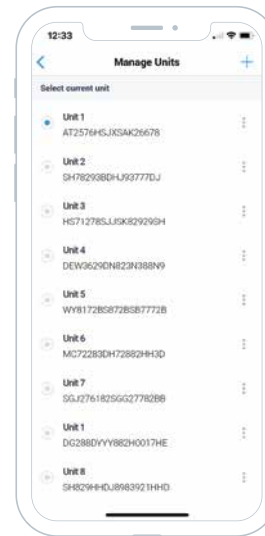 12:33
Manage Units
Select current unit
Unit 1
AT2576HSJXSAK26678
Unit 2
SH78293BDHJ93777DJ
Unit 3
HS71278SJJSK82929SH
Unit 4
DEW3629DN823N388N9
Unit 5
WY8172BS872BSB7772B
Unit 6
MC72283DH72882HH3D
Unit 7
SGJ276182SGG27782BB
Unit 1
DG288DVYY882H0017HE
Unit 8
SH829HHDJ8983921HHD